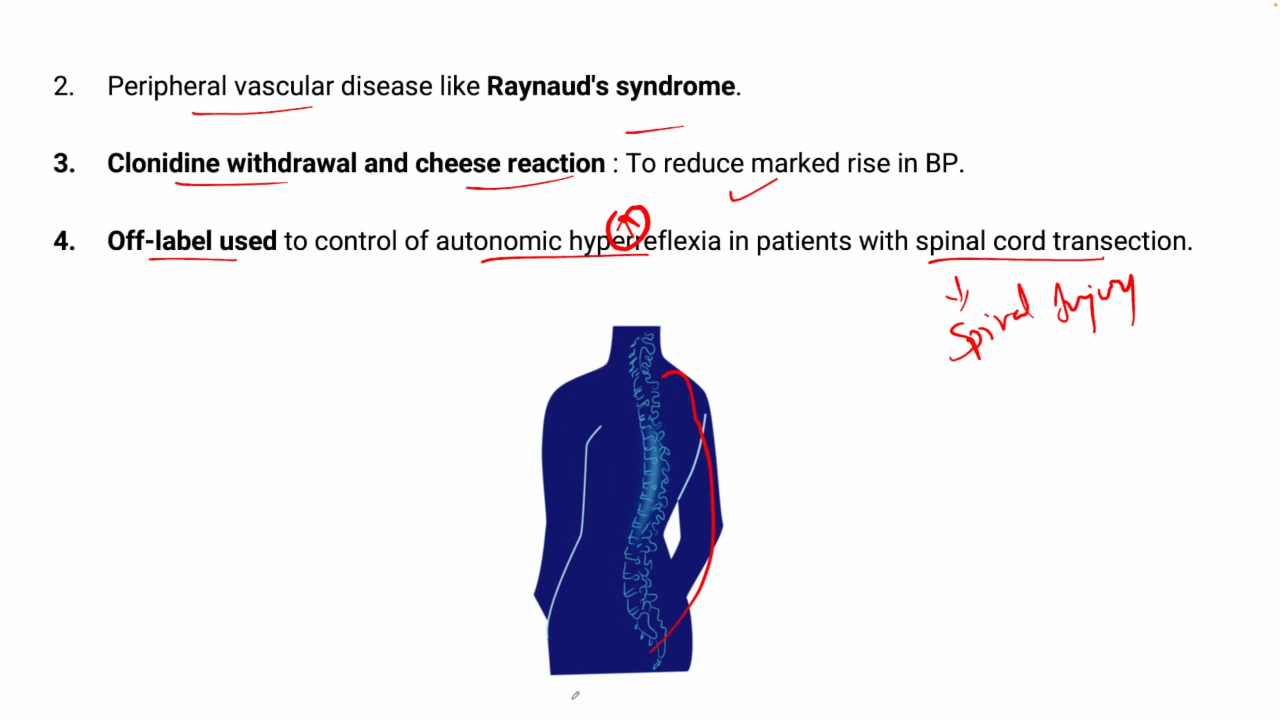 2. Peripheral vascular disease like Raynaud's syndrome.
3. Clonidine withdrawal and cheese reaction : To reduce marked rise in BP.
4. Off-label used to control of autonomic hyperreflexia in patients with spinal cord transection.
Spinal Injury